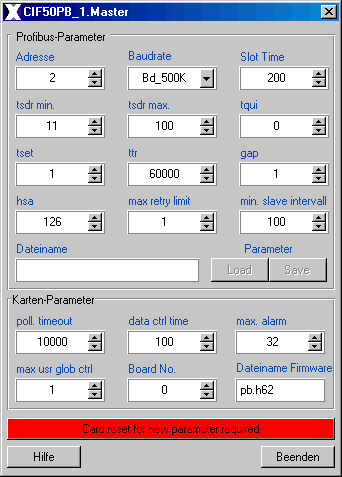 CIF50PB_1.Master
Profibus-Parameter
Adresse Baudrate Slot Time
2 Bd_500K 200
tsdr min. tsdr max. tqui
11 100 0
tset ttr gap
1 60000 1
hsa max retry limit min. slave intervall
126 1 100
Dateiname Parameter
Load Save
Karten-Parameter
poll. timeout data ctrl time max. alarm
10000 100 32
max usr glob ctrl Board No. Dateiname Firmware
1 0 pb.h62
Card reset for new parameter required
Hilfe Beenden